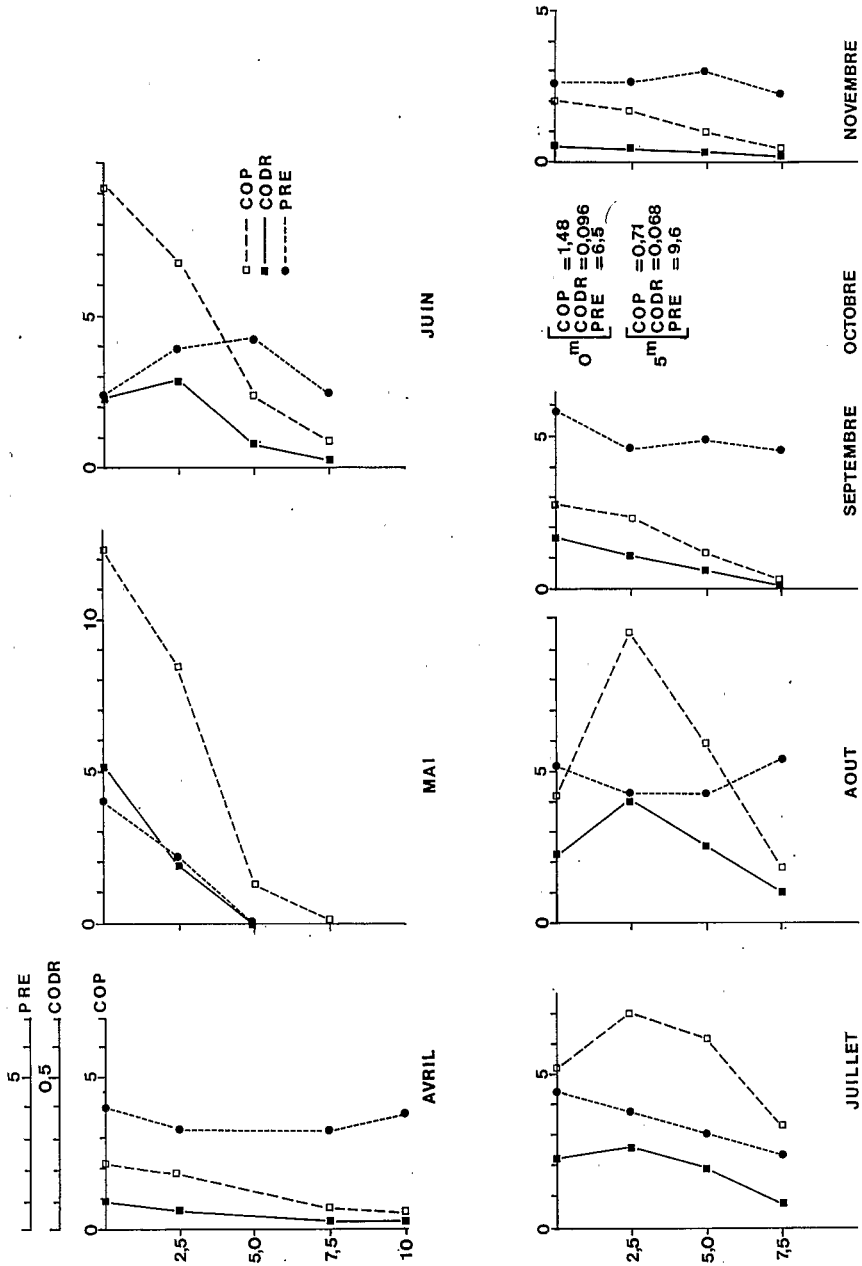 PRE
5
CODR
0,5
COP
5
0
2,5
5,0
7,5
10
AVRIL
10
5
0
MAI
5
0
COP
CODR
PRE
JUIN
5
0
2,5
5,0
7,5
JUILLET
5
0
AOUT
5
0
SEPTEMBRE
0m
COP =1,48
CODR =0,096
PRE =6,5
5m
COP =0,71
CODR =0,068
PRE =9,6
OCTOBRE
5
0
NOVEMBRE